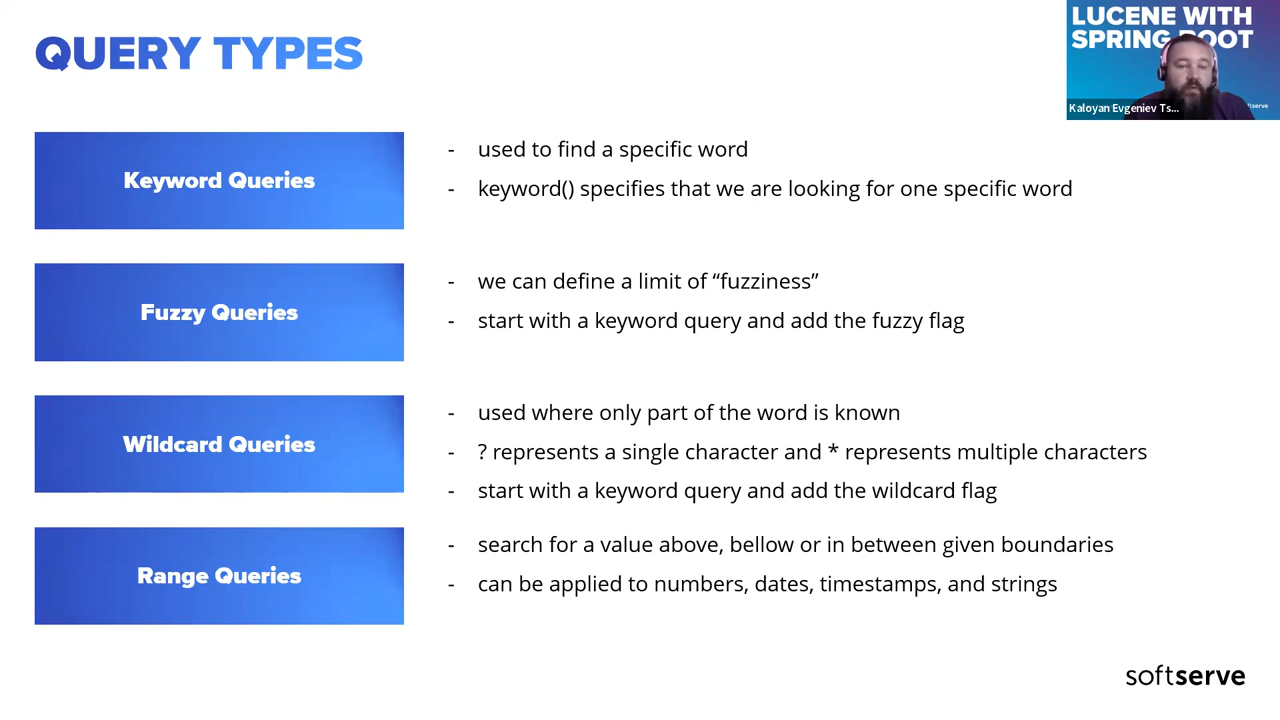 QUERY TYPES
LUCENE WITH
SPRING BOOT
Kaloyan Evgeniev Ts...
Keyword Queries
- used to find a specific word
- keyword() specifies that we are looking for one specific word
Fuzzy Queries
- we can define a limit of “fuzziness”
- start with a keyword query and add the fuzzy flag
Wildcard Queries
- used where only part of the word is known
- ? represents a single character and * represents multiple characters
- start with a keyword query and add the wildcard flag
Range Queries
- search for a value above, bellow or in between given boundaries
- can be applied to numbers, dates, timestamps, and strings
softserve